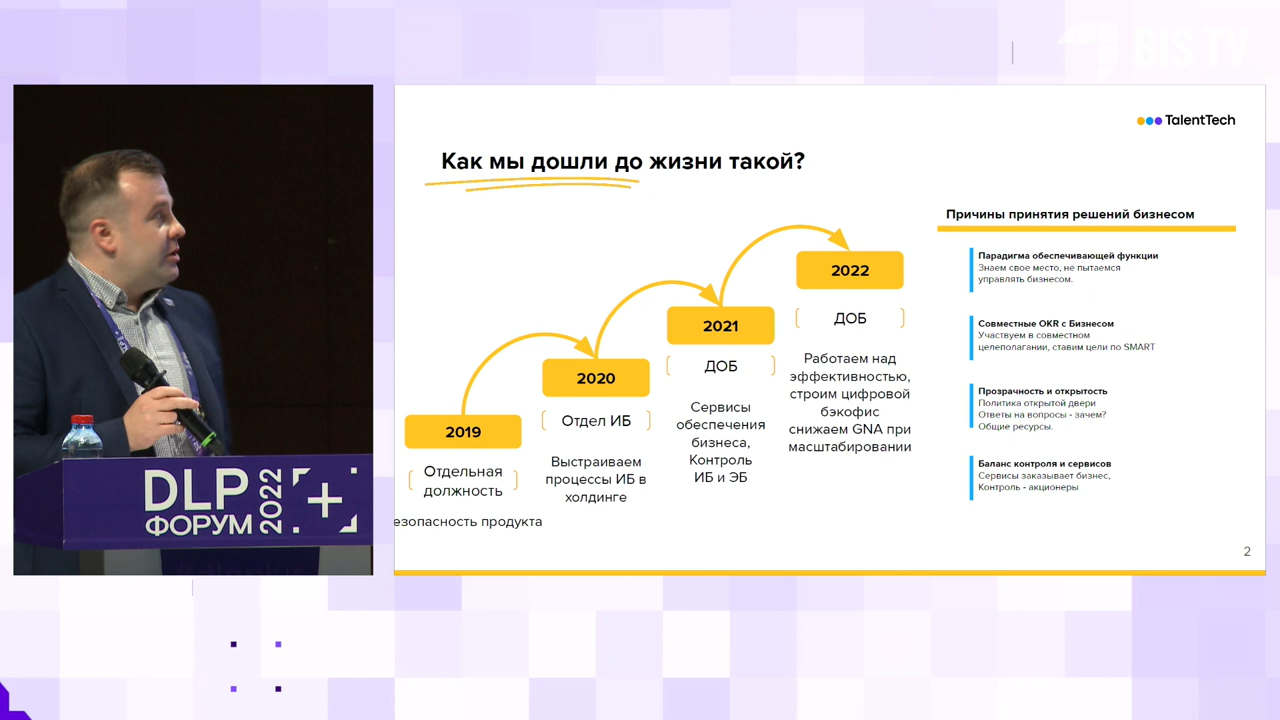 BIS TV
TalentTech
Как мы дошли до жизни такой?
Причины принятия решений бизнесом
2019
Отдельная
должность
езопасность продукта
2020
Отдел ИБ
Выстраиваем
процессы ИБ в
холдинге
2021
ДОБ
Сервисы
обеспечения
бизнеса,
Контроль
ИБ и ЭБ
2022
ДОБ
Работаем над
эффективностью,
строим цифровой
бэкофис
снижаем GNA при
масштабировании
Парадигма обеспечивающей функции
Знаем свое место, не пытаемся
управлять бизнесом.
Совместные OKR с Бизнесом
Участвуем в совместном
целеполагании, ставим цели по SMART
Прозрачность и открытость
Политика открытой двери
Ответы на вопросы - зачем?
Общие ресурсы.
Баланс контроля и сервисов
Сервисы заказывает бизнес,
Контроль - акционеры
2
DLP
ФОРУМ
2022